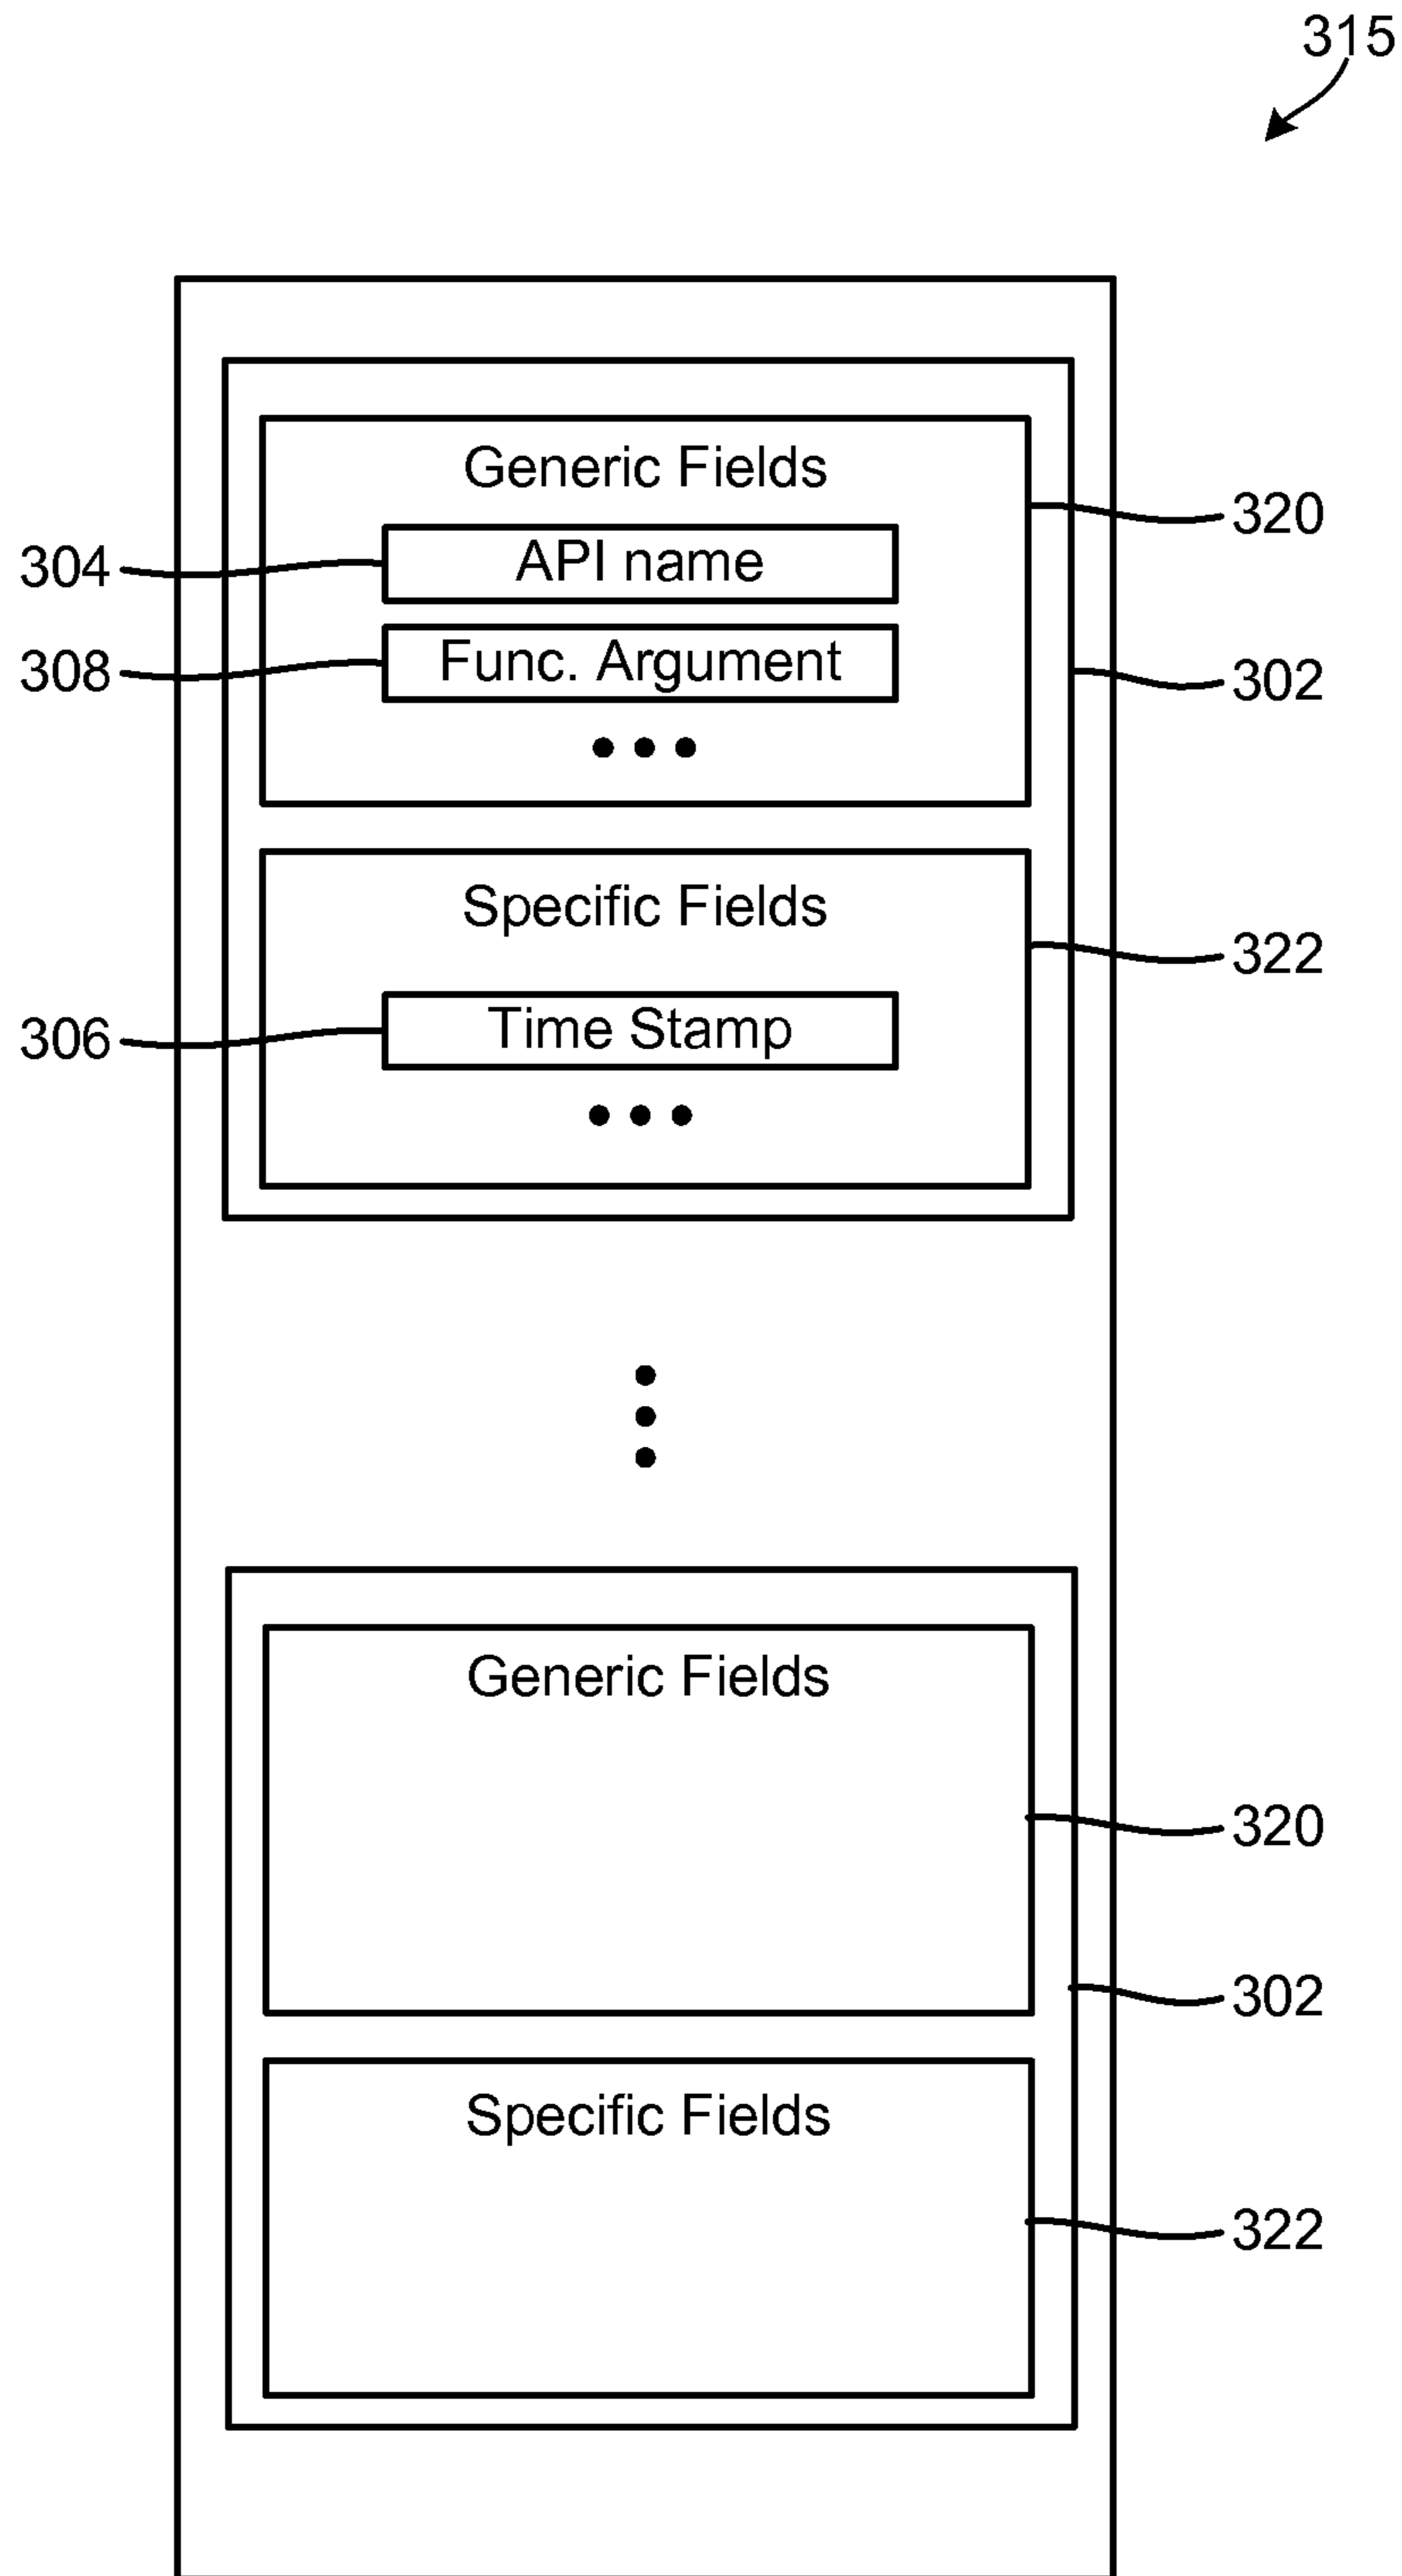 315
Generic Fields
320
304
API name
308
Func. Argument
302
Specific Fields
322
306
Time Stamp
Generic Fields
320
302
Specific Fields
322